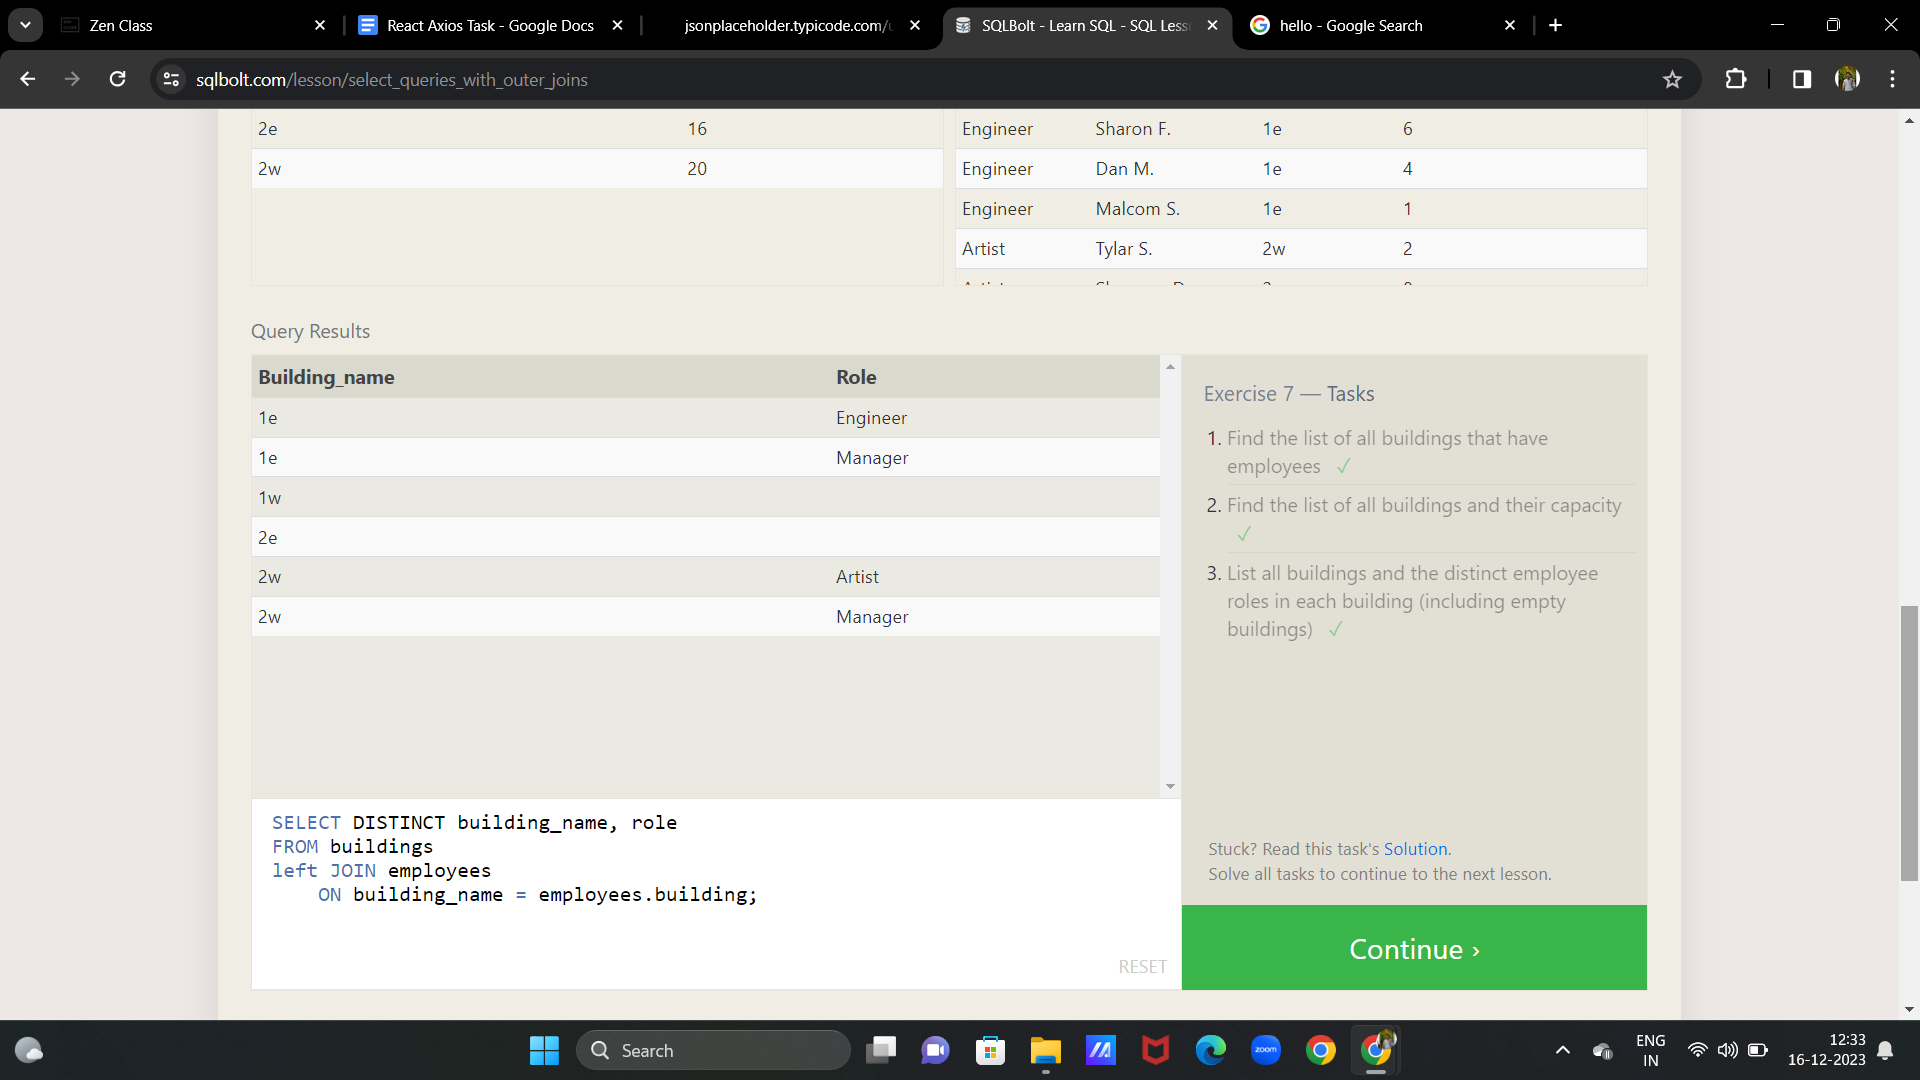 Zen Class
React Axios Task - Google Docs
jsonplaceholder.typicode.com/
SQLBolt - Learn SQL - SQL Less
hello - Google Search
sqlbolt.com/lesson/select_queries_with_outer_joins
2e 16
2w 20
Engineer Sharon F. 1e 6
Engineer Dan M. 1e 4
Engineer Malcom S. 1e 1
Artist Tylar S. 2w 2
Query Results
Building_name Role
1e Engineer
1e Manager
1w
2e
2w Artist
2w Manager
Exercise 7 — Tasks
1. Find the list of all buildings that have
employees ✓
2. Find the list of all buildings and their capacity
✓
3. List all buildings and the distinct employee
roles in each building (including empty
buildings) ✓
SELECT DISTINCT building_name, role
FROM buildings
left JOIN employees
ON building_name = employees.building;
RESET
Stuck? Read this task's Solution.
Solve all tasks to continue to the next lesson.
Continue ›
Search
zoom
ENG
IN
12:33
16-12-2023